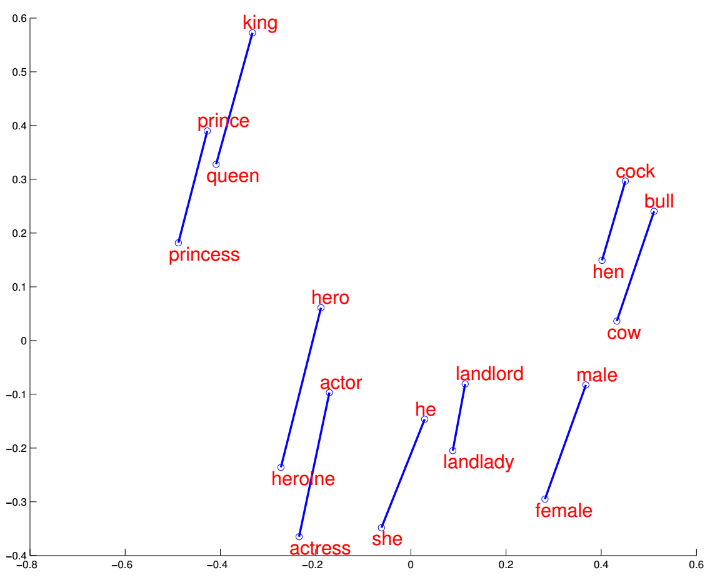 0.6
king
0.5
0.4
prince
cock
0.3
queen
bull
0.2
princess
hen
0.1
hero
cow
0
actor
landlord
male
−0.1
he
−0.2
heroine
landlady
−0.3
female
actress
she
−0.4
−0.8
−0.6
−0.4
−0.2
0
0.2
0.4
0.6